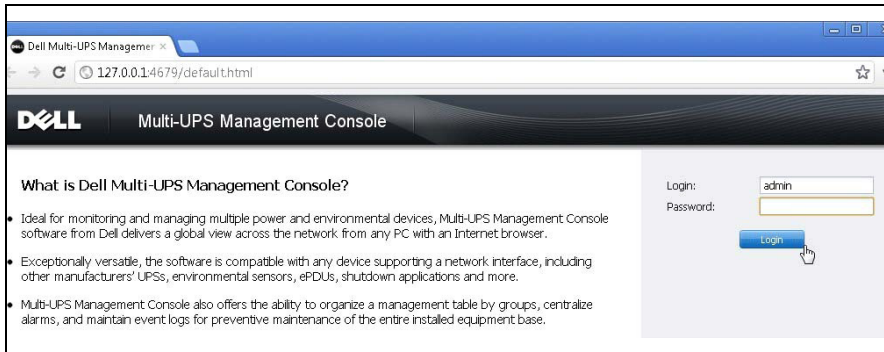 Dell Multi-UPS Managemer
127.0.0.1:4679/default.html
DELL
Multi-UPS Management Console
What is Dell Multi-UPS Management Console?
• Ideal for monitoring and managing multiple power and environmental devices, Multi-UPS Management Console
software from Dell delivers a global view across the network from any PC with an Internet browser.
• Exceptionally versatile, the software is compatible with any device supporting a network interface, including
other manufacturers' UPSs, environmental sensors, ePDUs, shutdown applications and more.
• Multi-UPS Management Console also offers the ability to organize a management table by groups, centralize
alarms, and maintain event logs for preventive maintenance of the entire installed equipment base.
Login:
admin
Password:
Login